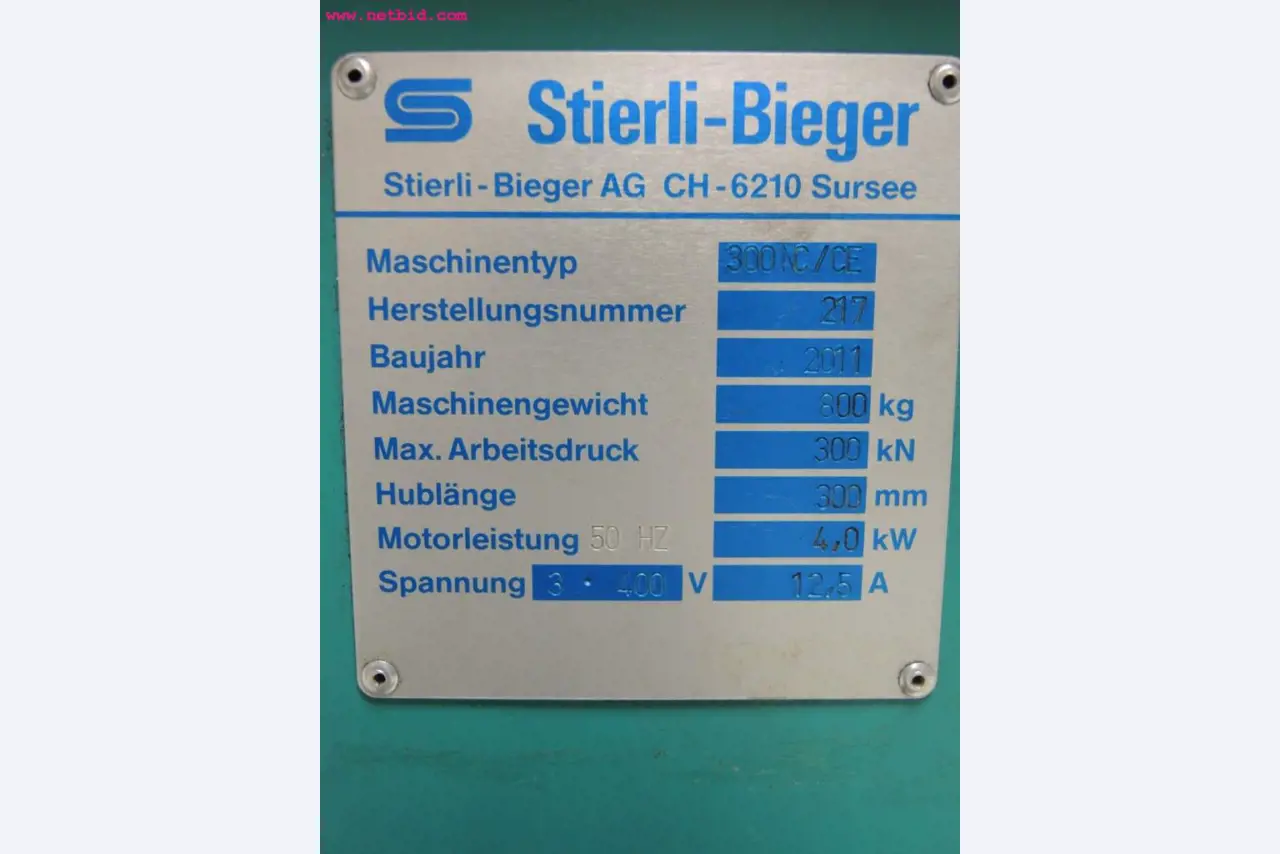 www.netbid.com
Stierli-Bieger
Stierli-Bieger AG CH-6210 Sursee
Maschinentyp 300NC/CE
Herstellungsnummer 217
Baujahr 2011
Maschinengewicht 800 kg
Max. Arbeitsdruck 300 kN
Hublänge 300 mm
Motorleistung 50 HZ 4,0 kW
Spannung 3 · 400 V 12,5 A